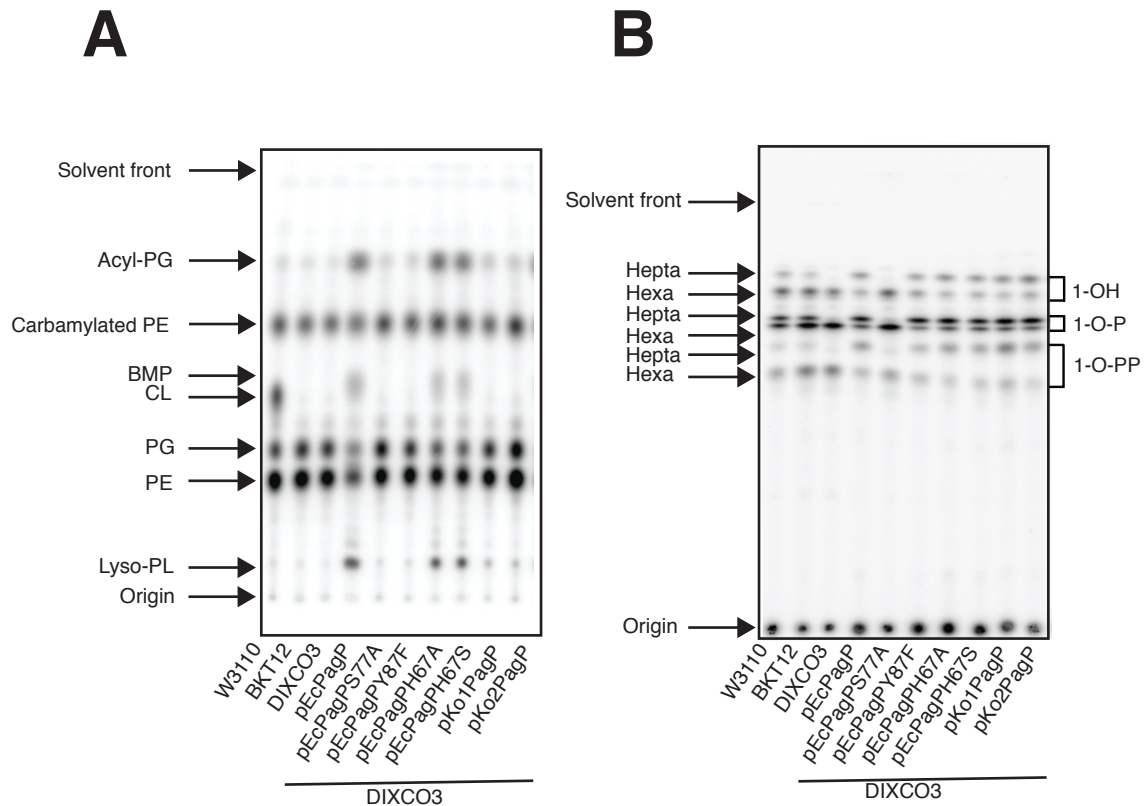 A
Solvent front
Acyl-PG
Carbamylated PE
BMP
CL
PG
PE
Lyso-PL
Origin
W3110
BKT12
DIXCO3
pEcPagP
pEcPagPS77A
pEcPagPY87F
pEcPagPH67A
pEcPagPH67S
pKo1PagP
pKo2PagP
DIXCO3
B
Solvent front
Hepta
Hexa
Hepta
Hexa
Hepta
Hexa
1-OH
1-O-P
1-O-PP
Origin
W3110
BKT12
DIXCO3
pEcPagP
pEcPagPS77A
pEcPagPY87F
pEcPagPH67A
pEcPagPH67S
pKo1PagP
pKo2PagP
DIXCO3